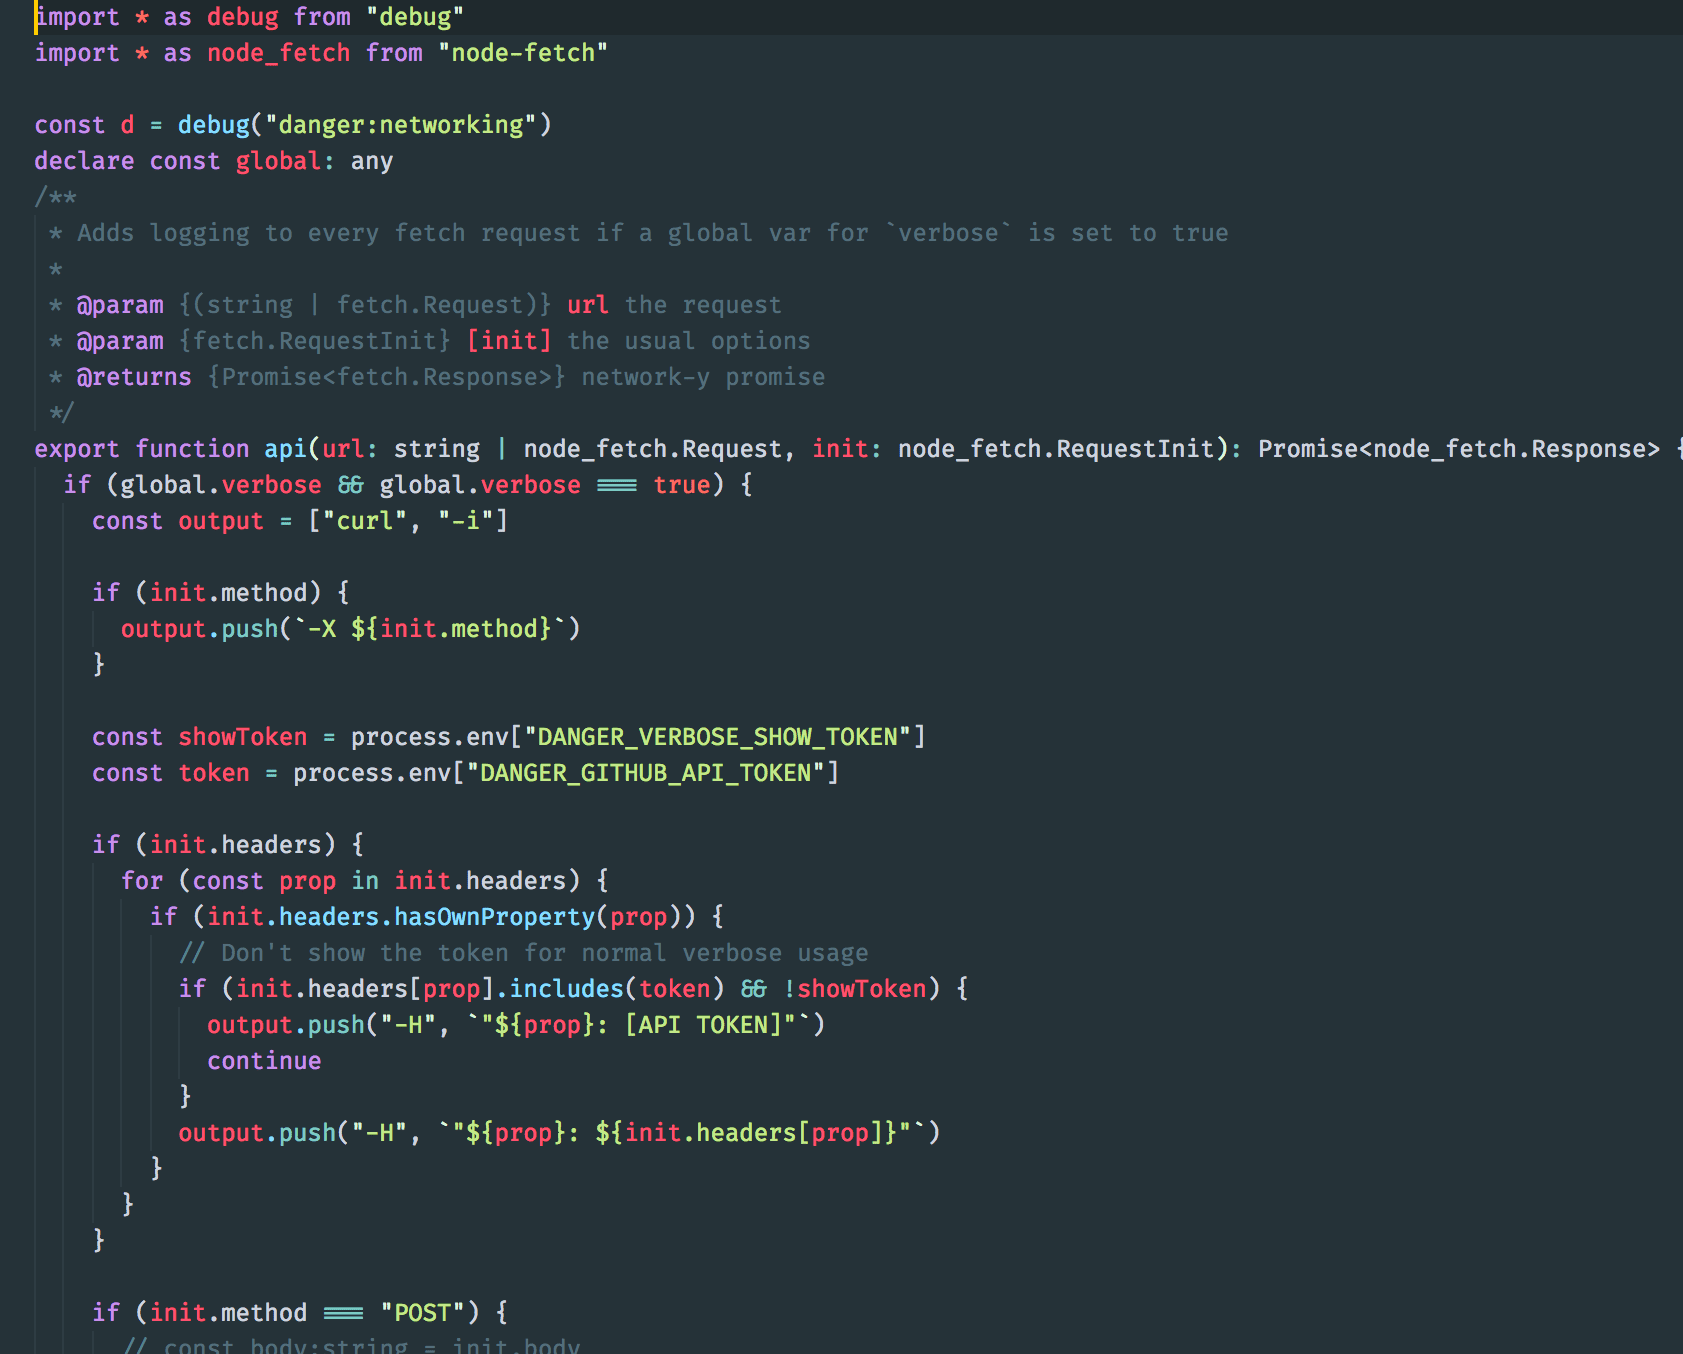 import * as debug from "debug"
import * as node_fetch from "node-fetch"
const d = debug("danger:networking")
declare const global: any
/**
 * Adds logging to every fetch request if a global var for `verbose` is set to true
 *
 * @param {(string | fetch.Request)} url the request
 * @param {fetch.RequestInit} [init] the usual options
 * @returns {Promise<fetch.Response>} network-y promise
 */
export function api(url: string | node_fetch.Request, init: node_fetch.RequestInit): Promise<node_fetch.Response> {
  if (global.verbose && global.verbose === true) {
    const output = ["curl", "-i"]
    if (init.method) {
      output.push(`-X ${init.method}`)
    }
    const showToken = process.env["DANGER_VERBOSE_SHOW_TOKEN"]
    const token = process.env["DANGER_GITHUB_API_TOKEN"]
    if (init.headers) {
      for (const prop in init.headers) {
        if (init.headers.hasOwnProperty(prop)) {
          // Don't show the token for normal verbose usage
          if (init.headers[prop].includes(token) && !showToken) {
            output.push("-H", `"${prop}: [API TOKEN]"`)
            continue
          }
          output.push("-H", `"${prop}: ${init.headers[prop]}"`)
        }
      }
    }
    if (init.method === "POST") {
      // const body:string = init.body